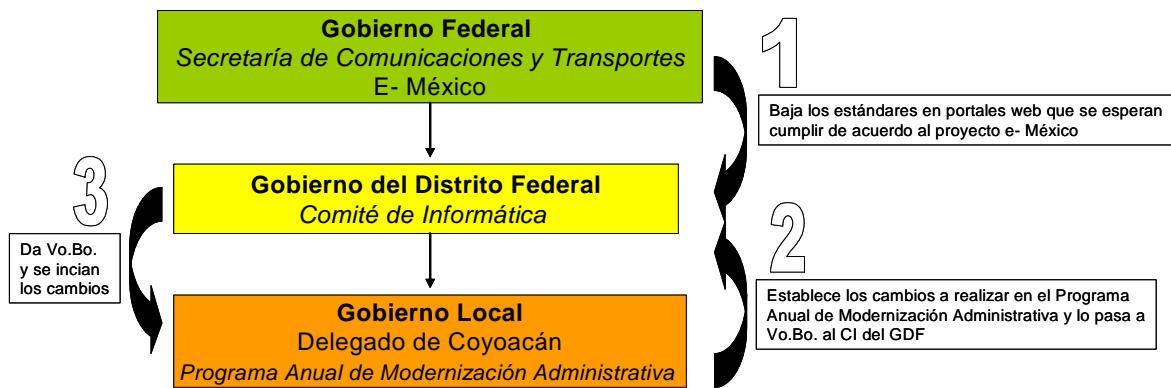 Gobierno Federal
Secretaría de Comunicaciones y Transportes
E- México
1
Baja los estándares en portales web que se esperan
cumplir de acuerdo al proyecto e- México
Gobierno del Distrito Federal
Comité de Informática
3
Da Vo.Bo.
y se incian
los cambios
2
Establece los cambios a realizar en el Programa
Anual de Modernización Administrativa y lo pasa a
Vo.Bo. al CI del GDF
Gobierno Local
Delegado de Coyoacán
Programa Anual de Modernización Administrativa